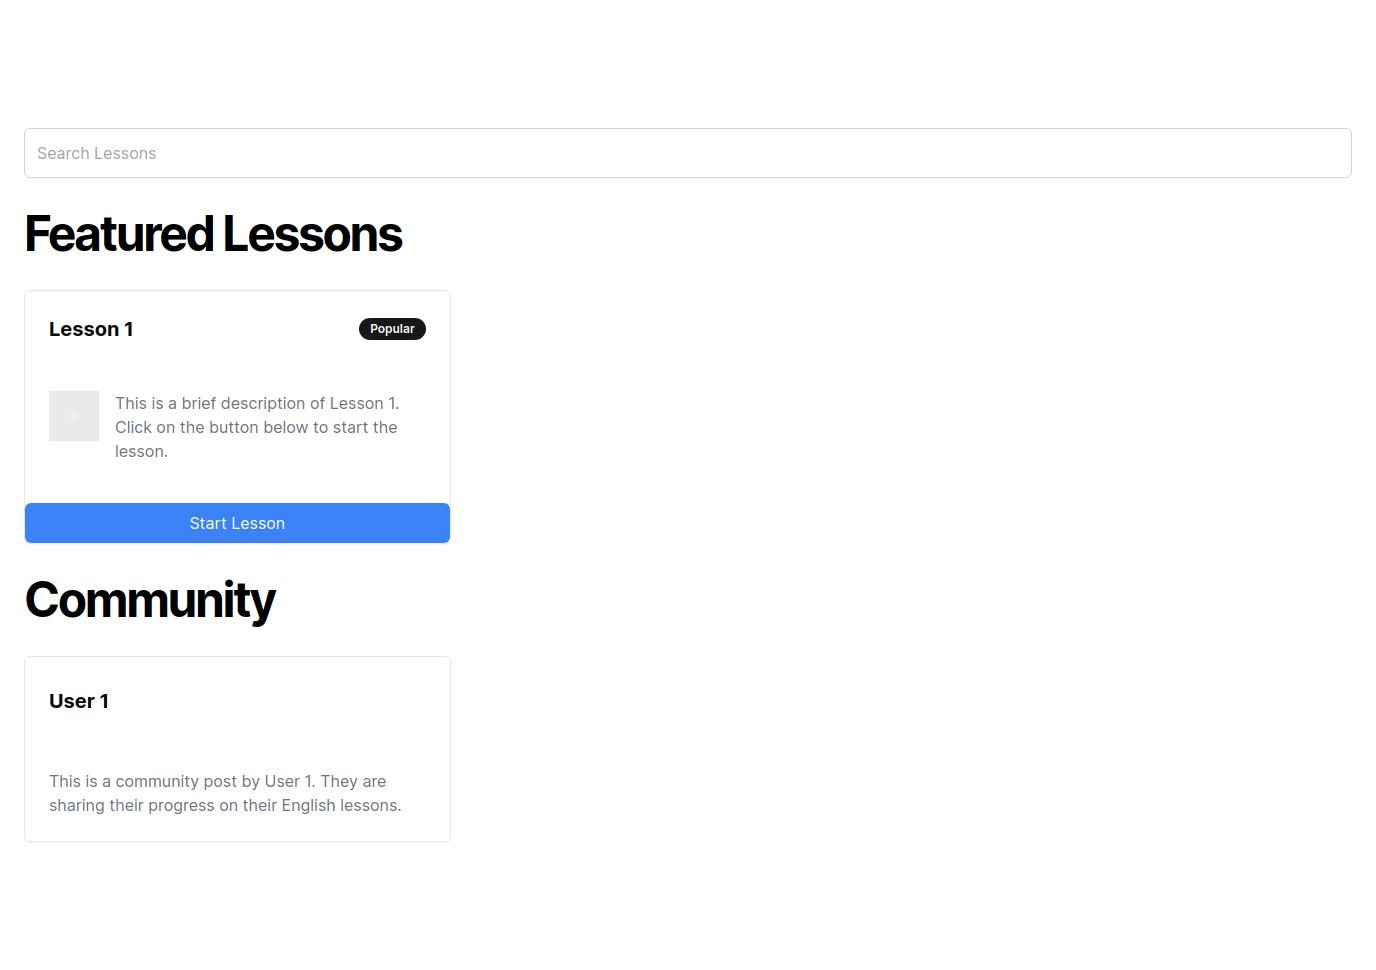 Search Lessons
Featured Lessons
Lesson 1
Popular
This is a brief description of Lesson 1.
Click on the button below to start the
lesson.
Start Lesson
Community
User 1
This is a community post by User 1. They are
sharing their progress on their English lessons.